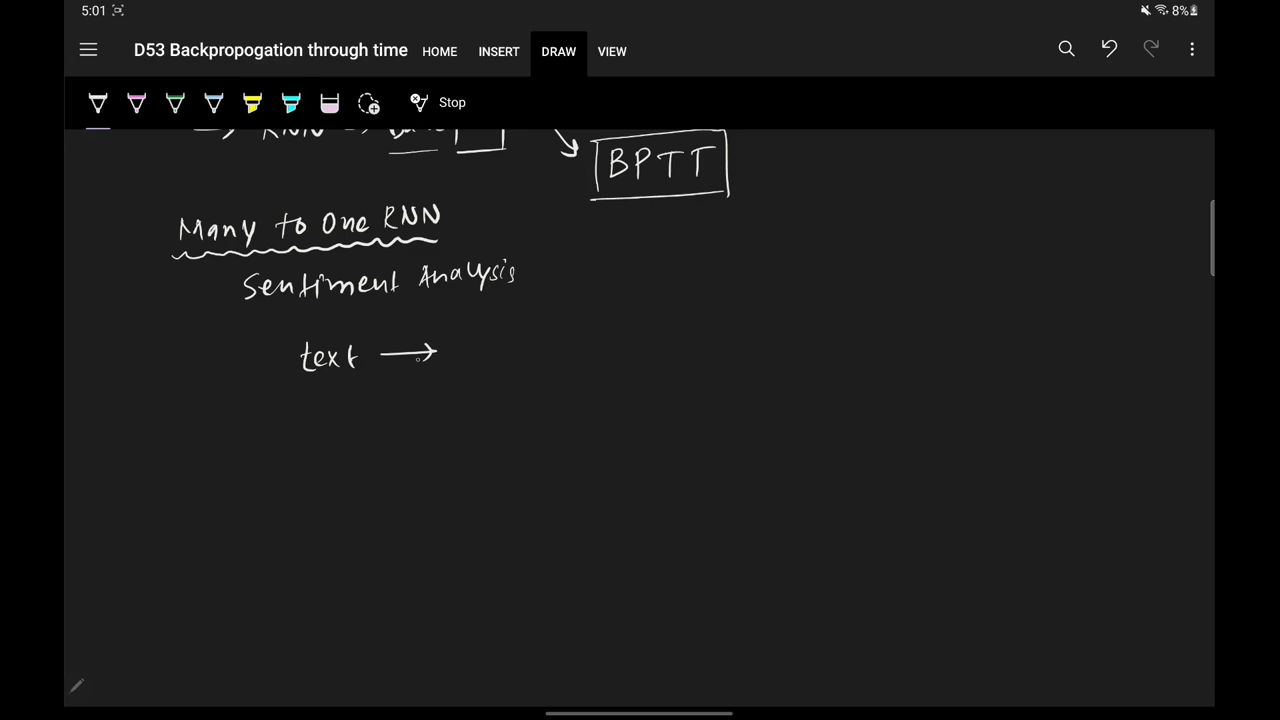 5:01 8%
D53 Backpropogation through time HOME INSERT DRAW VIEW
Stop
RNN
BPTT
Many to One RNN
Sentiment Analysis
text →